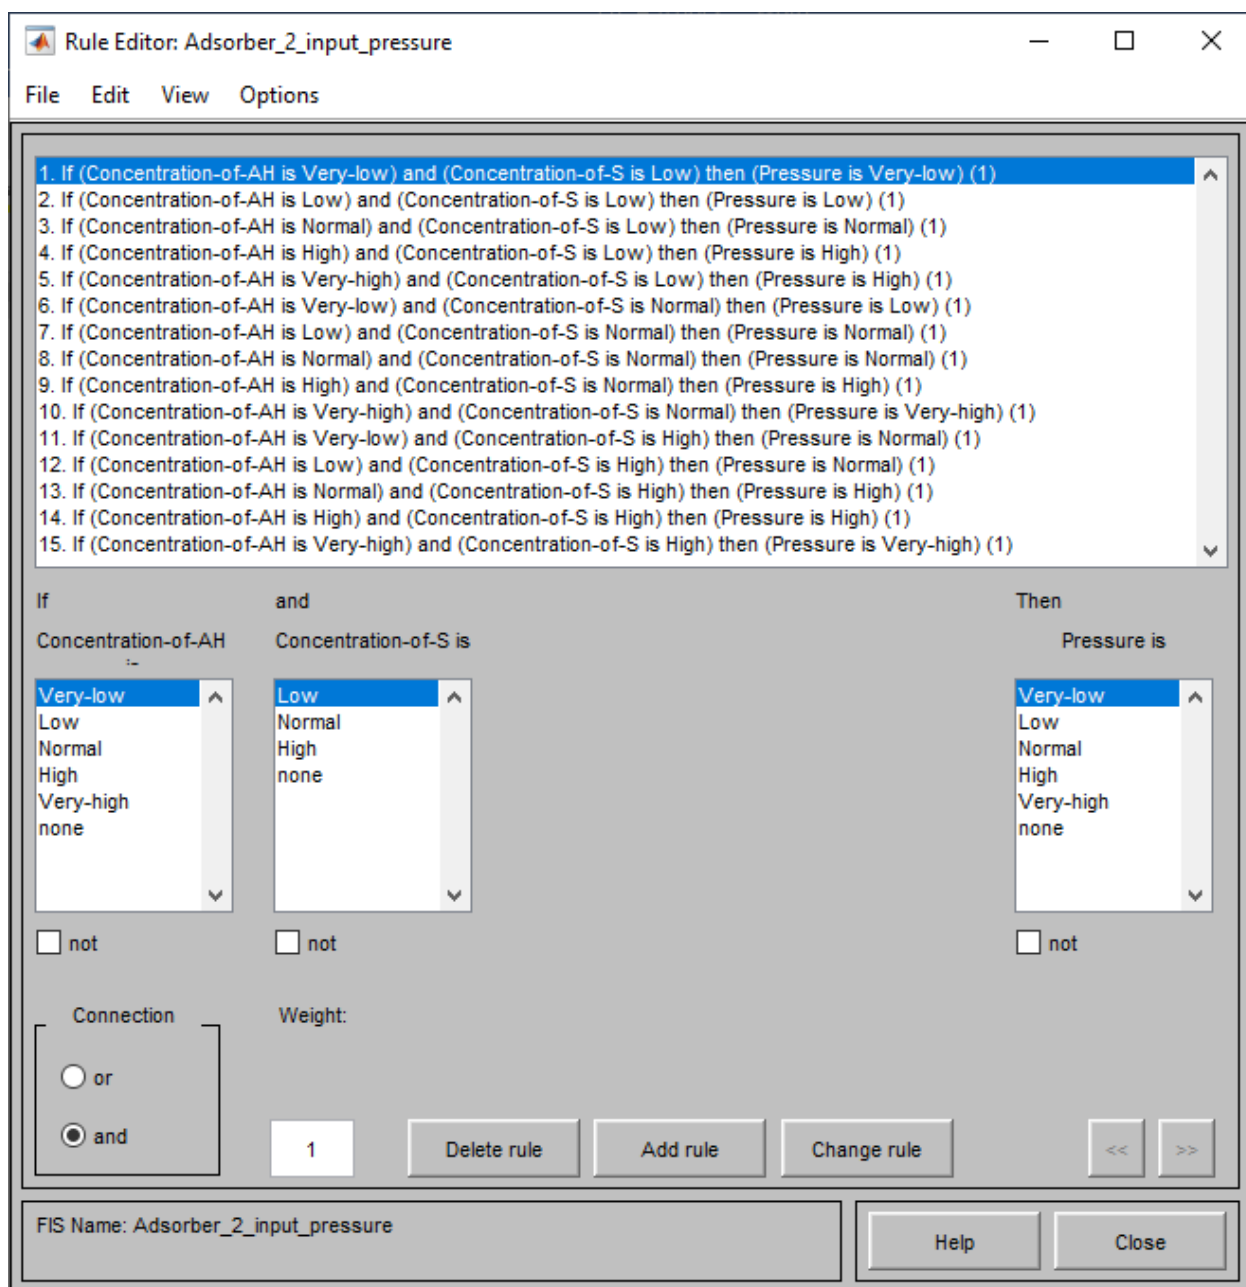 Rule Editor: Adsorber_2_input_pressure
File Edit View Options
1. If (Concentration-of-AH is Very-low) and (Concentration-of-S is Low) then (Pressure is Very-low) (1)
2. If (Concentration-of-AH is Low) and (Concentration-of-S is Low) then (Pressure is Low) (1)
3. If (Concentration-of-AH is Normal) and (Concentration-of-S is Low) then (Pressure is Normal) (1)
4. If (Concentration-of-AH is High) and (Concentration-of-S is Low) then (Pressure is High) (1)
5. If (Concentration-of-AH is Very-high) and (Concentration-of-S is Low) then (Pressure is High) (1)
6. If (Concentration-of-AH is Very-low) and (Concentration-of-S is Normal) then (Pressure is Low) (1)
7. If (Concentration-of-AH is Low) and (Concentration-of-S is Normal) then (Pressure is Normal) (1)
8. If (Concentration-of-AH is Normal) and (Concentration-of-S is Normal) then (Pressure is Normal) (1)
9. If (Concentration-of-AH is High) and (Concentration-of-S is Normal) then (Pressure is High) (1)
10. If (Concentration-of-AH is Very-high) and (Concentration-of-S is Normal) then (Pressure is Very-high) (1)
11. If (Concentration-of-AH is Very-low) and (Concentration-of-S is High) then (Pressure is Normal) (1)
12. If (Concentration-of-AH is Low) and (Concentration-of-S is High) then (Pressure is Normal) (1)
13. If (Concentration-of-AH is Normal) and (Concentration-of-S is High) then (Pressure is High) (1)
14. If (Concentration-of-AH is High) and (Concentration-of-S is High) then (Pressure is High) (1)
15. If (Concentration-of-AH is Very-high) and (Concentration-of-S is High) then (Pressure is Very-high) (1)
If and Then
Concentration-of-AH Concentration-of-S is Pressure is
Very-low Low Very-low
Low Normal Low
Normal High Normal
High none High
Very-high Very-high
none none
not not not
Connection Weight:
or
and 1 Delete rule Add rule Change rule << >>
FIS Name: Adsorber_2_input_pressure
Help Close